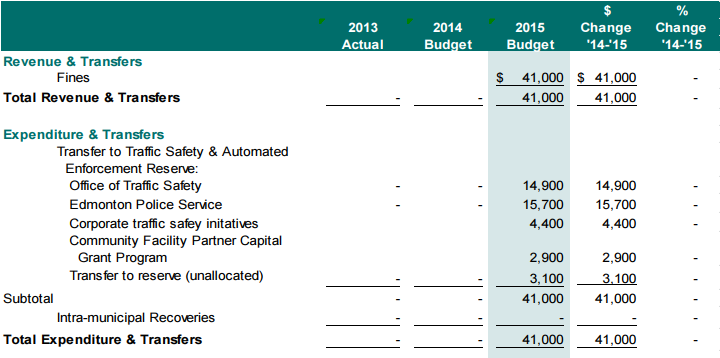 $ %
2013 2014 2015 Change Change
Actual Budget Budget '14-'15 '14-'15
Revenue & Transfers
Fines $ 41,000 $ 41,000 -
Total Revenue & Transfers - - 41,000 41,000 -
Expenditure & Transfers
Transfer to Traffic Safety & Automated
Enforcement Reserve:
Office of Traffic Safety - - 14,900 14,900 -
Edmonton Police Service - - 15,700 15,700 -
Corporate traffic safey initatives 4,400 4,400 -
Community Facility Partner Capital
Grant Program 2,900 2,900 -
Transfer to reserve (unallocated) - - 3,100 3,100 -
Subtotal - - 41,000 41,000 -
Intra-municipal Recoveries - - - - -
Total Expenditure & Transfers - - 41,000 41,000 -